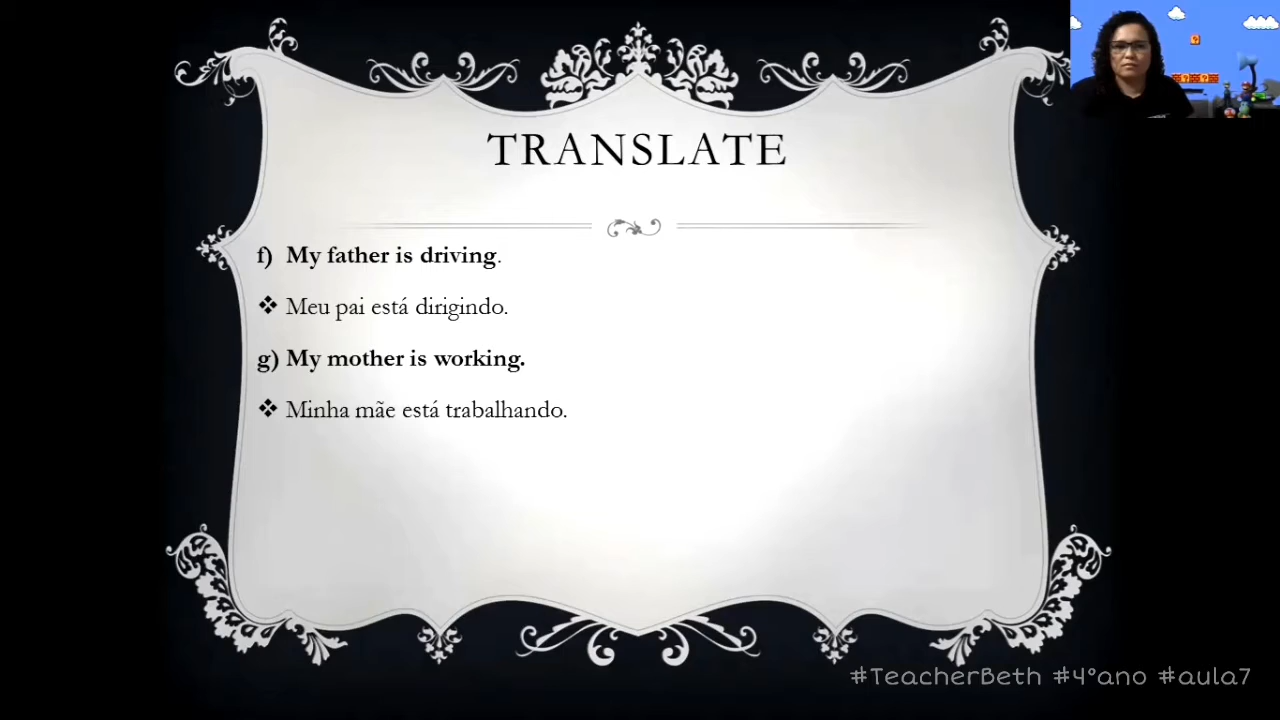 TRANSLATE
f) My father is driving.
❖ Meu pai está dirigindo.
g) My mother is working.
❖ Minha mãe está trabalhando.
#TeacherBeth #4°ano #aula7